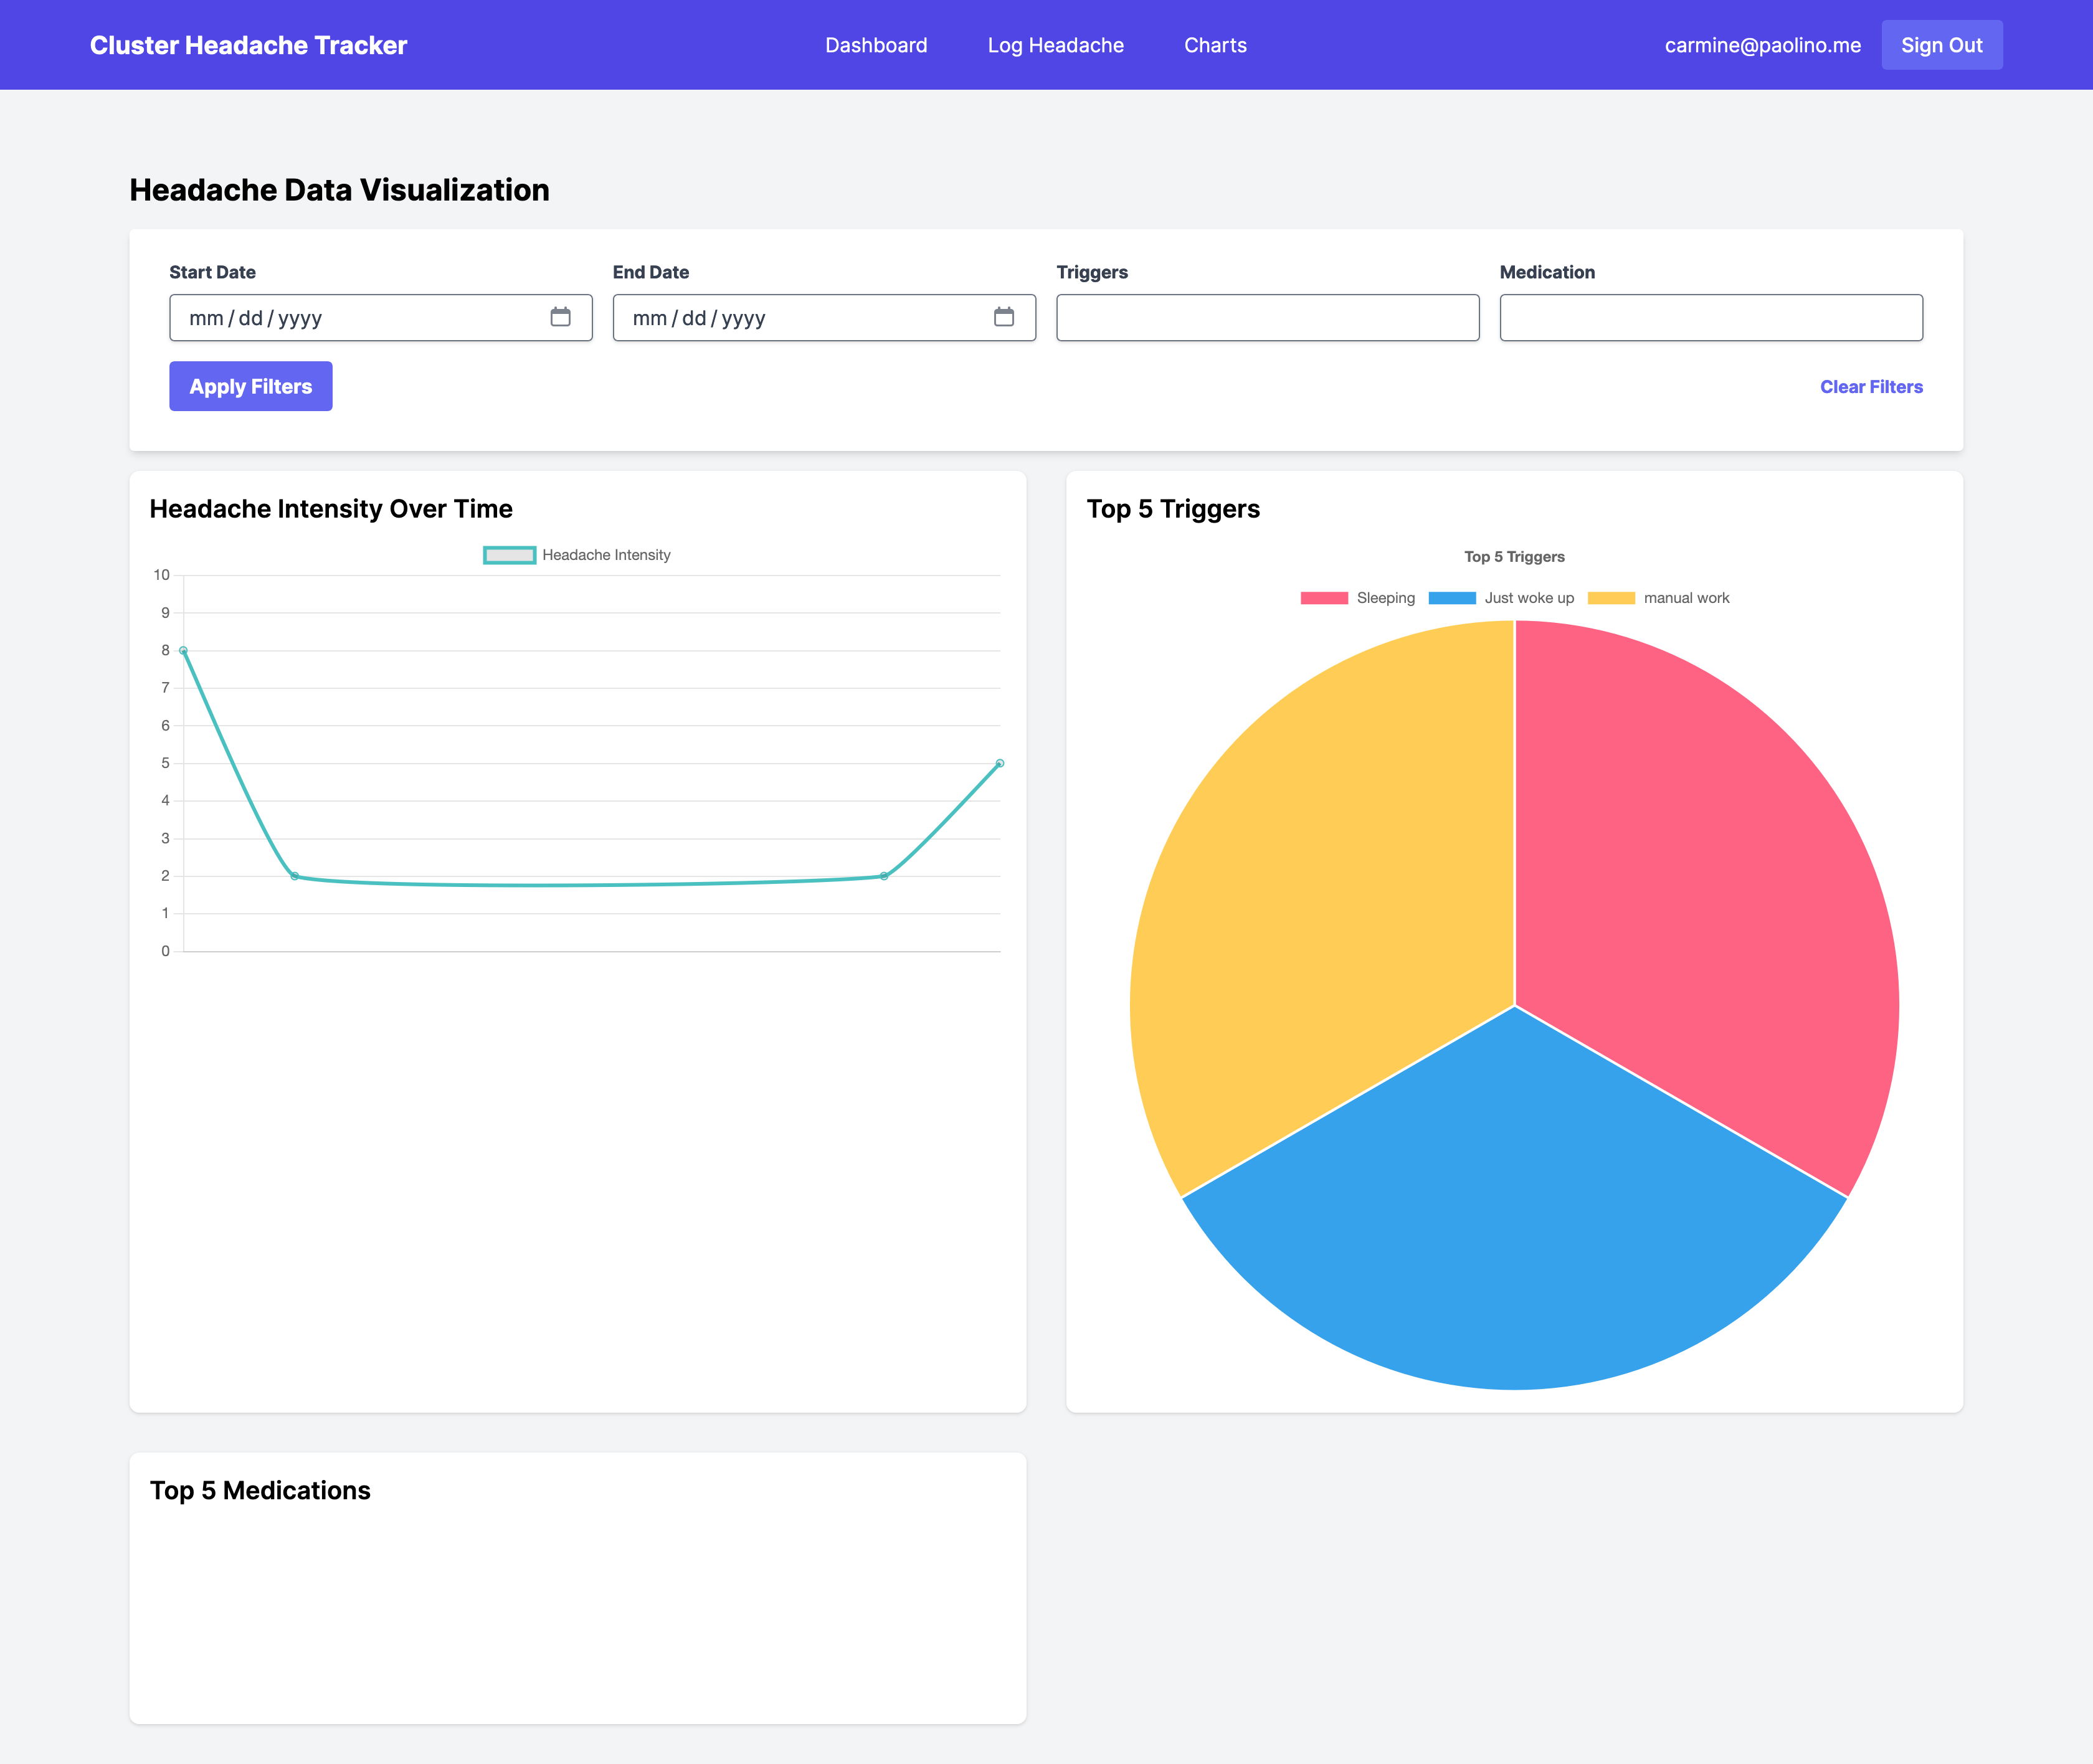 Cluster Headache Tracker
Dashboard
Log Headache
Charts
carmine@paolino.me
Sign Out
Headache Data Visualization
Start Date
End Date
Triggers
Medication
mm/dd/yyyy
mm/dd/yyyy
Apply Filters
Clear Filters
Headache Intensity Over Time
Headache Intensity
10
9
8
7
6
5
4
3
2
1
0
Top 5 Triggers
Top 5 Triggers
Sleeping
Just woke up
manual work
Top 5 Medications